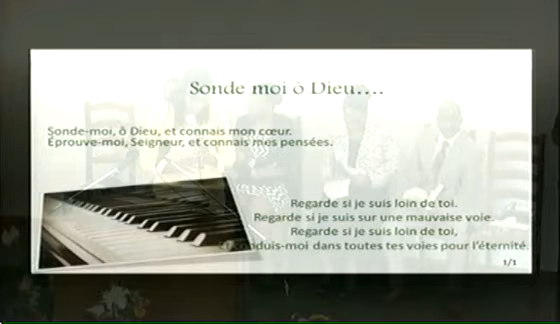 Sonde moi ô Dieu....
Sonde-moi, ô Dieu, et connais mon cœur.
Éprouve-moi, Seigneur, et connais mes pensées.
Regarde si je suis loin de toi.
Regarde si je suis sur une mauvaise voie.
Regarde si je suis loin de toi,
conduis-moi dans toutes tes voies pour l'éternité.
1/1